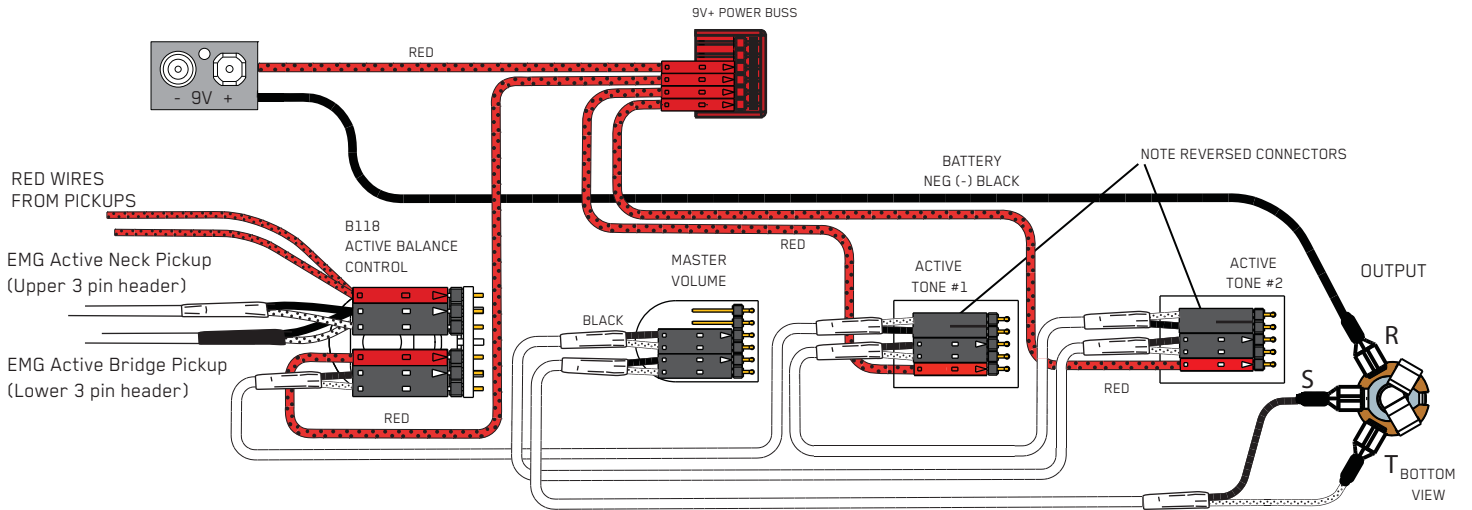 9V+ POWER BUSS
RED
- 9V +
NOTE REVERSED CONNECTORS
BATTERY
NEG (-) BLACK
RED WIRES
FROM PICKUPS
B118
ACTIVE BALANCE
CONTROL
RED
EMG Active Neck Pickup
(Upper 3 pin header)
MASTER
VOLUME
ACTIVE
TONE #1
ACTIVE
TONE #2
OUTPUT
BLACK
R
EMG Active Bridge Pickup
(Lower 3 pin header)
S
RED
RED
T
BOTTOM
VIEW